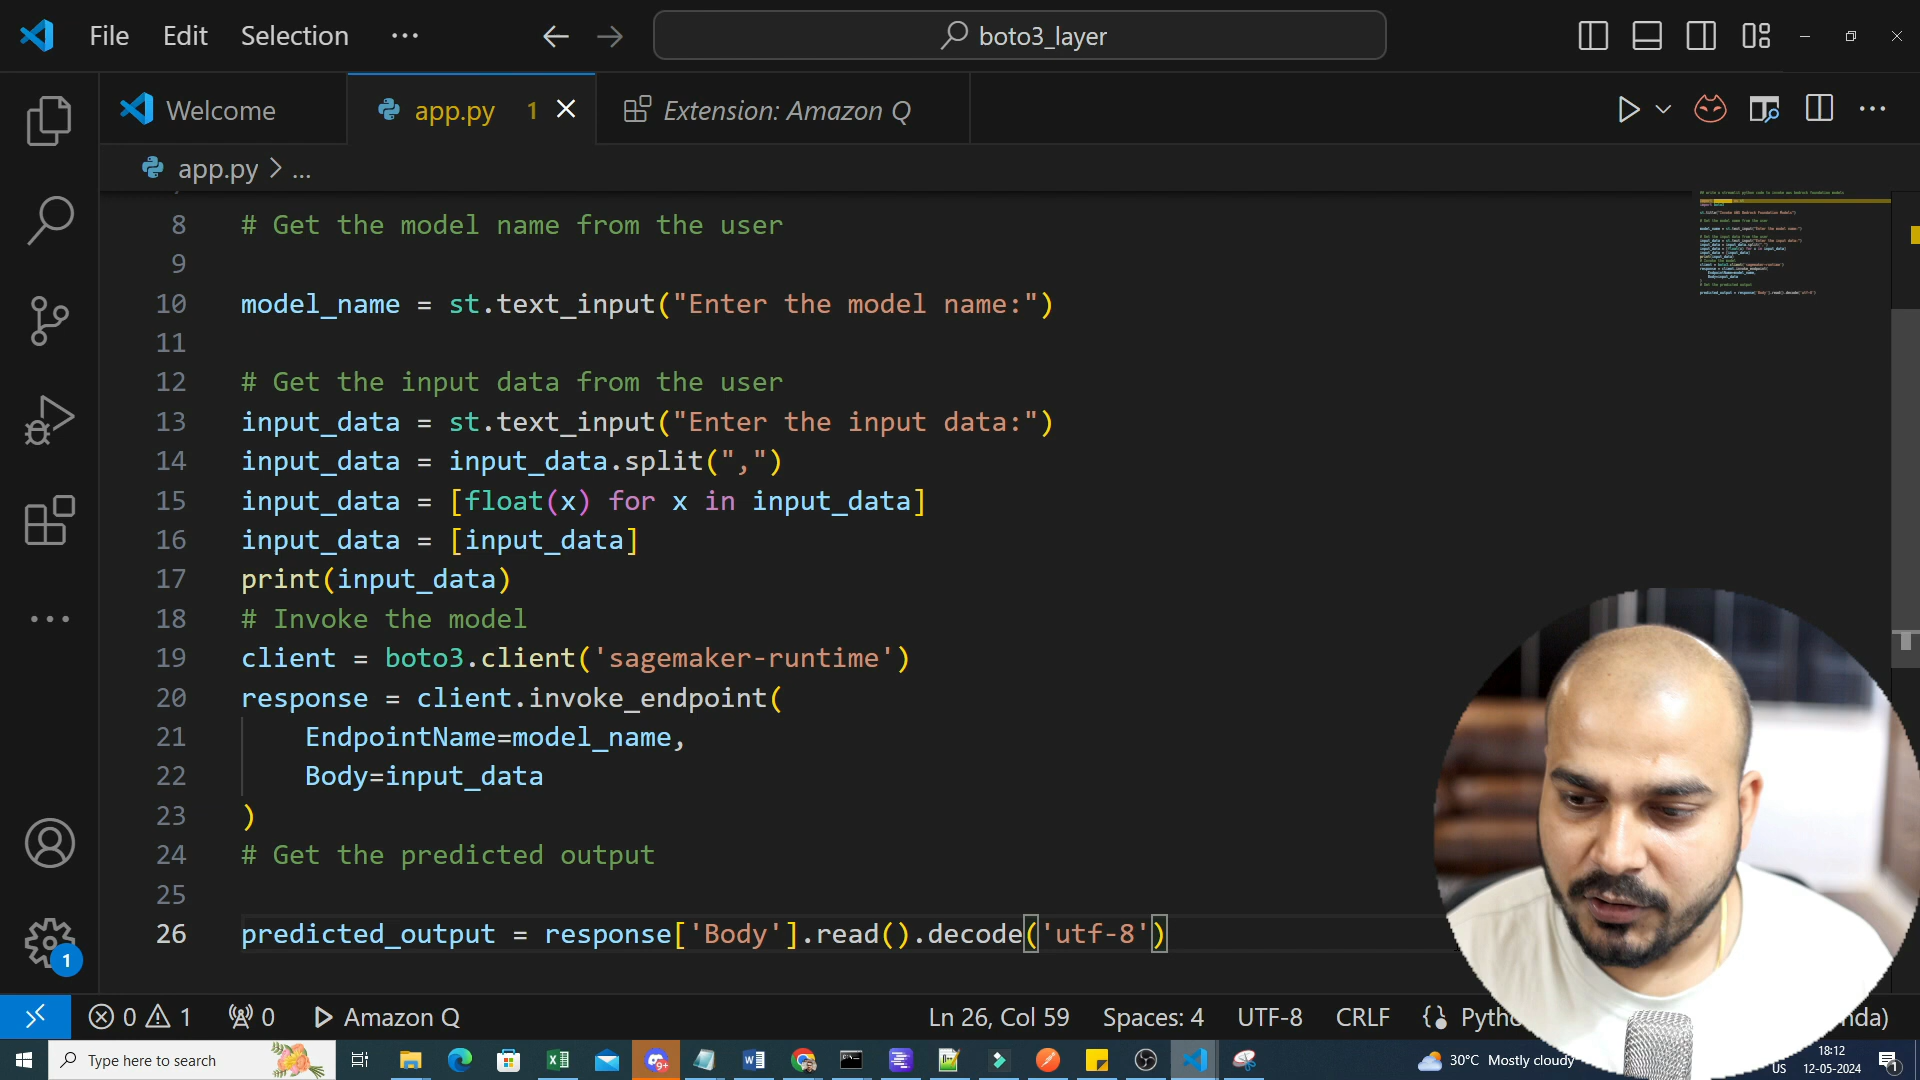 File Edit Selection ... boto3_layer
Welcome app.py 1 Extension: Amazon Q
app.py > ...
8 # Get the model name from the user
9
10 model_name = st.text_input("Enter the model name:")
11
12 # Get the input data from the user
13 input_data = st.text_input("Enter the input data:")
14 input_data = input_data.split(",")
15 input_data = [float(x) for x in input_data]
16 input_data = [input_data]
17 print(input_data)
18 # Invoke the model
19 client = boto3.client('sagemaker-runtime')
20 response = client.invoke_endpoint(
21 EndpointName=model_name,
22 Body=input_data
23 )
24 # Get the predicted output
25
26 predicted_output = response['Body'].read().decode('utf-8')
1
0 1 0 Amazon Q Ln 26, Col 59 Spaces: 4 UTF-8 CRLF
Type here to search 9+ 30°C Mostly cloudy US 18:12
12-05-2024 1